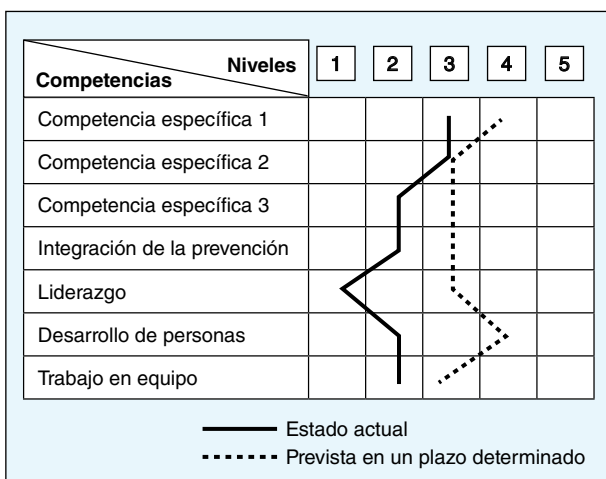 Niveles
Competencias
1 2 3 4 5
Competencia específica 1
Competencia específica 2
Competencia específica 3
Integración de la prevención
Liderazgo
Desarrollo de personas
Trabajo en equipo
Estado actual
Prevista en un plazo determinado